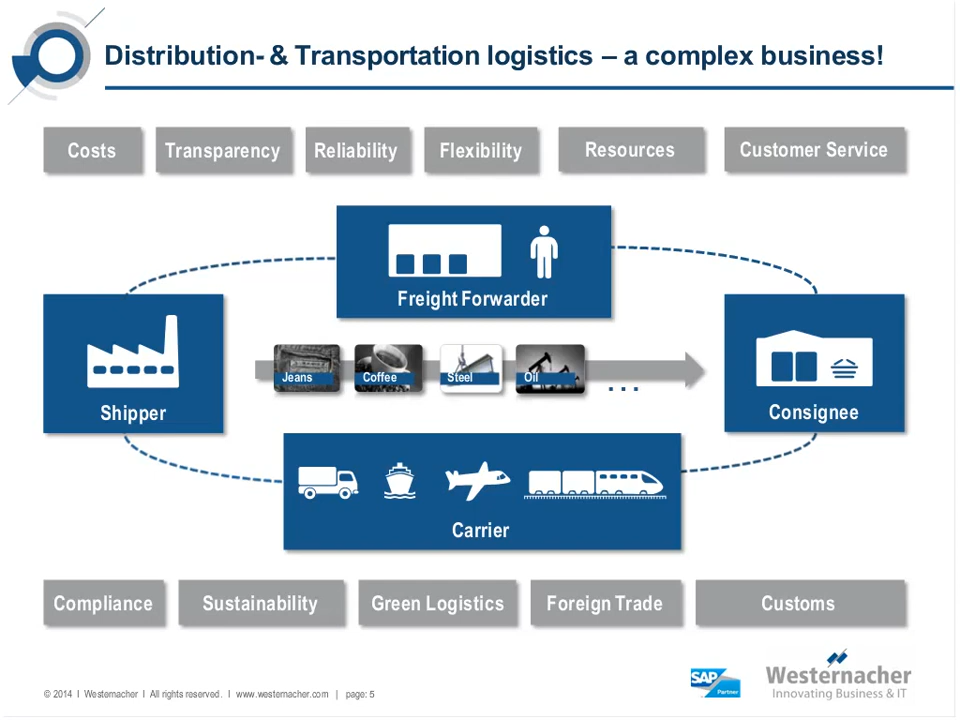 Distribution- & Transportation logistics – a complex business!
Costs
Transparency
Reliability
Flexibility
Resources
Customer Service
Freight Forwarder
Shipper
Jeans
Coffee
Steel
Oil
...
Consignee
Carrier
Compliance
Sustainability
Green Logistics
Foreign Trade
Customs
© 2014 I Westernacher I All rights reserved. I www.westernacher.com | page: 5
SAP
Partner
Westernacher
Innovating Business & IT